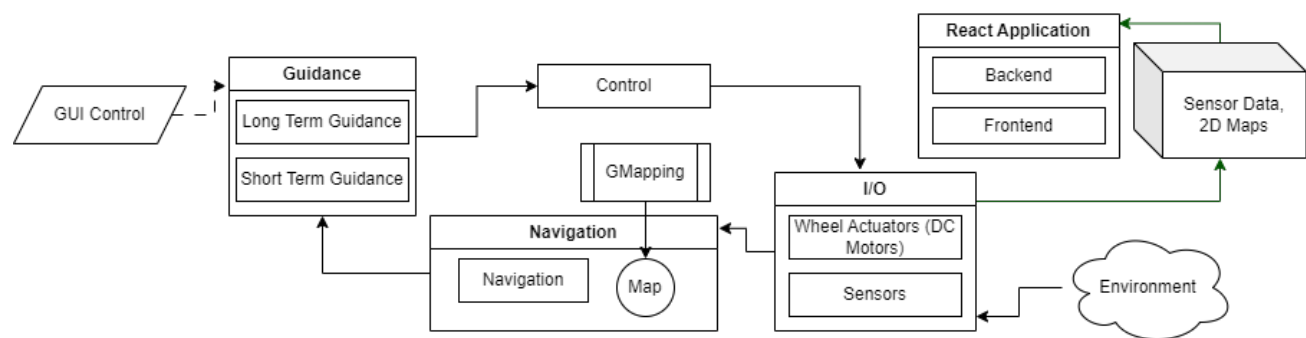 React Application
Backend
Frontend
Sensor Data,
2D Maps
Guidance
Long Term Guidance
Short Term Guidance
GUI Control
Control
GMapping
I/O
Wheel Actuators (DC
Motors)
Sensors
Navigation
Navigation
Map
Environment